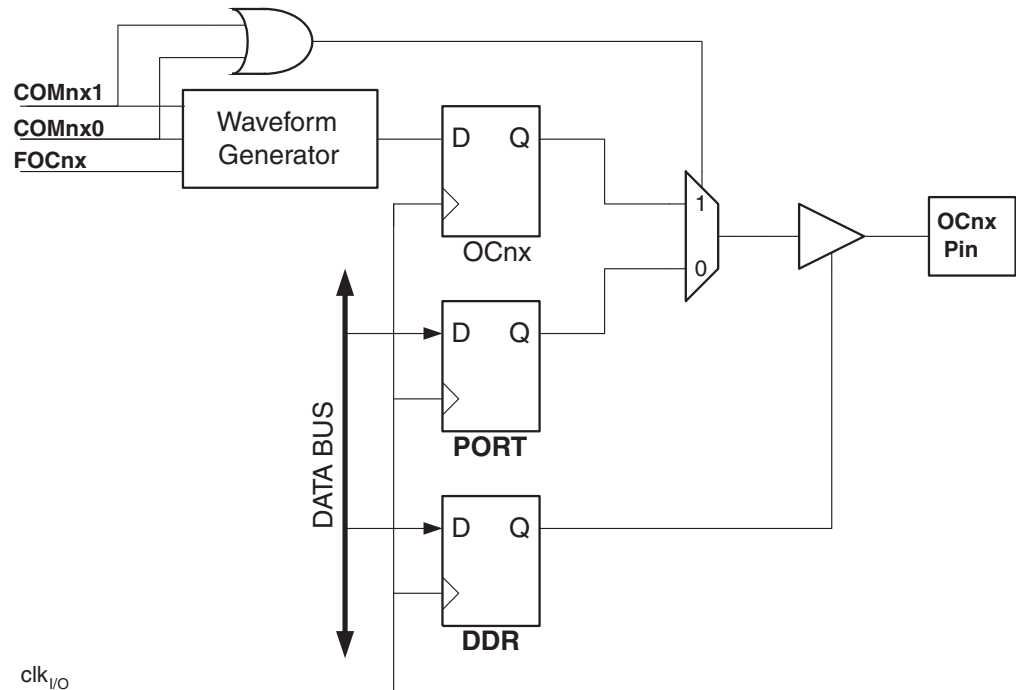 COMnx1
COMnx0
FOCnx
Waveform
Generator
D Q
OCnx
1
0
OCnx
Pin
D Q
PORT
DATA BUS
D Q
DDR
clkI/O